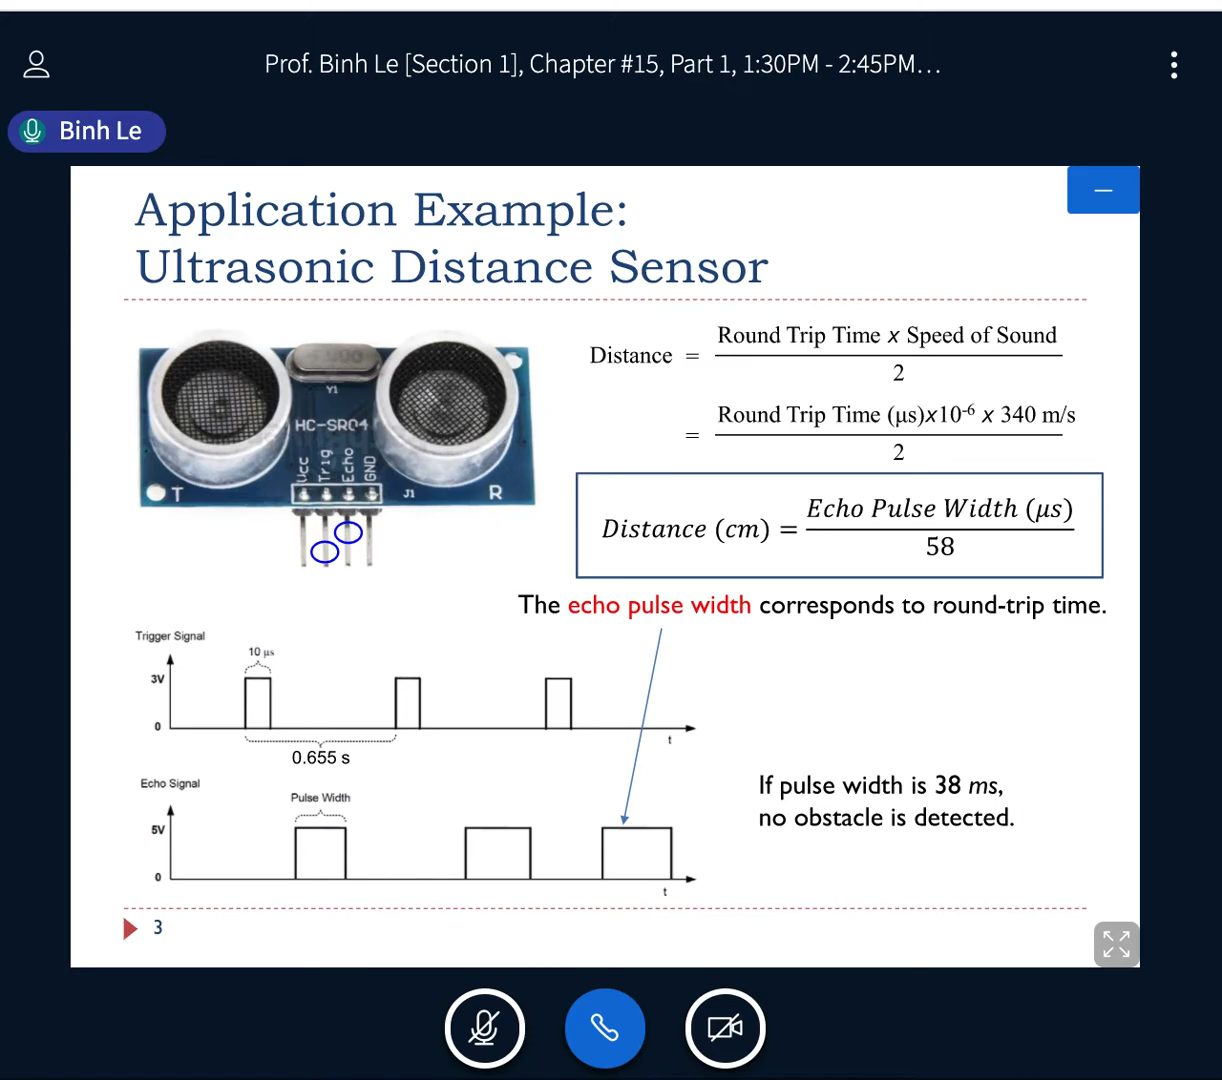 Prof. Binh Le [Section 1], Chapter #15, Part 1, 1:30PM - 2:45PM...
Binh Le
Application Example:
Ultrasonic Distance Sensor
Distance = Round Trip Time x Speed of Sound
2
= Round Trip Time (μs)x10⁻⁶ x 340 m/s
2
Y1
HC-SR04
Vcc
Trig
Echo
GND
T
J1
R
Distance (cm) = Echo Pulse Width (μs)
58
The echo pulse width corresponds to round-trip time.
Trigger Signal
10 μs
3V
0
t
0.655 s
Echo Signal
Pulse Width
5V
0
t
If pulse width is 38 ms,
no obstacle is detected.
3